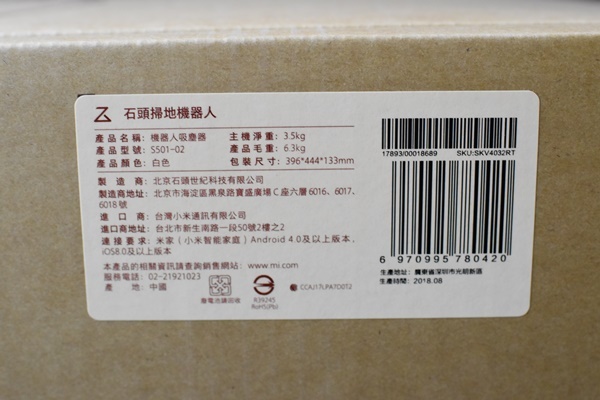 石頭掃地機器人
產品名稱: 機器人吸塵器 主機淨重: 3.5kg
產品型號: S501-02 產品毛重: 6.3kg
產品顏色: 白色 包裝尺寸: 396*444*133mm
製造商: 北京石頭世紀科技有限公司
製造商地址: 北京市海淀區黑泉路寶盛廣場C座六層6016、6017、
6018號
進口商: 台灣小米通訊有限公司
進口商地址: 台北市新生南路一段50號2樓之2
連接要求: 米家(小米智能家庭) Android 4.0及以上版本,
iOS8.0及以上版本
本產品的相關資訊請查詢銷售網站: www.mi.com
服務電話: 02-21921023
產地: 中國
廢電池請回收
R39245
RoHS(Pb)
CCAJ17LPA700T2
17893/00018689 SKU:SKV4032RT
6 970995 780420
生產地址: 廣東省深圳市光明新區
生產時間: 2018.08